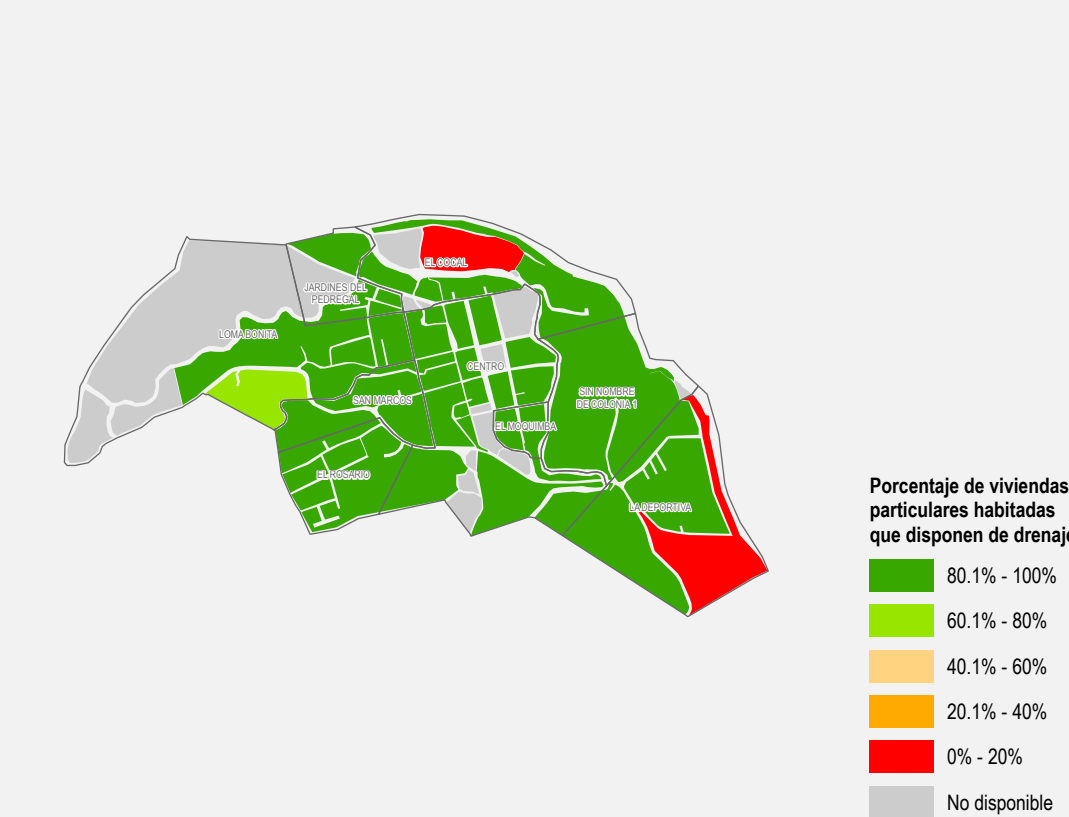 EL COCAL
JARDINES DEL
PEDREGAL
LOMA BONITA
CENTRO
SAN MARCOS
SIN NOMBRE
DE COLONIA 1
EL MOQUIMBA
EL ROSARIO
LA DEPORTIVA
Porcentaje de viviendas
particulares habitadas
que disponen de drenaje
80.1% - 100%
60.1% - 80%
40.1% - 60%
20.1% - 40%
0% - 20%
No disponible